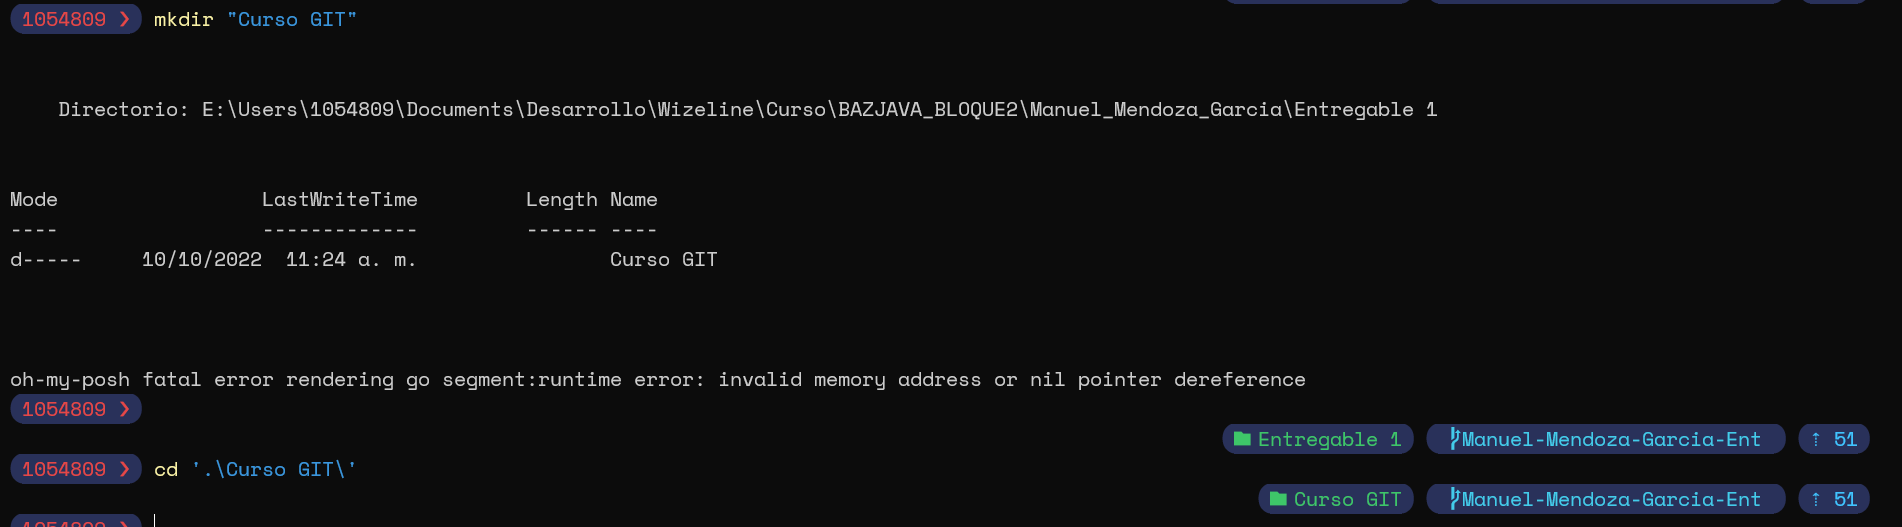 1054809 ❯ mkdir "Curso GIT"
Directorio: E:\Users\1054809\Documents\Desarrollo\Wizeline\Curso\BAZJAVA_BLOQUE2\Manuel_Mendoza_Garcia\Entregable 1
Mode LastWriteTime Length Name
---- ------------- ------ ----
d----- 10/10/2022 11:24 a. m. Curso GIT
oh-my-posh fatal error rendering go segment:runtime error: invalid memory address or nil pointer dereference
1054809 ❯
Entregable 1 Manuel-Mendoza-Garcia-Ent ⇡ 51
1054809 ❯ cd '.\Curso GIT\'
Curso GIT Manuel-Mendoza-Garcia-Ent ⇡ 51
1054809 ❯